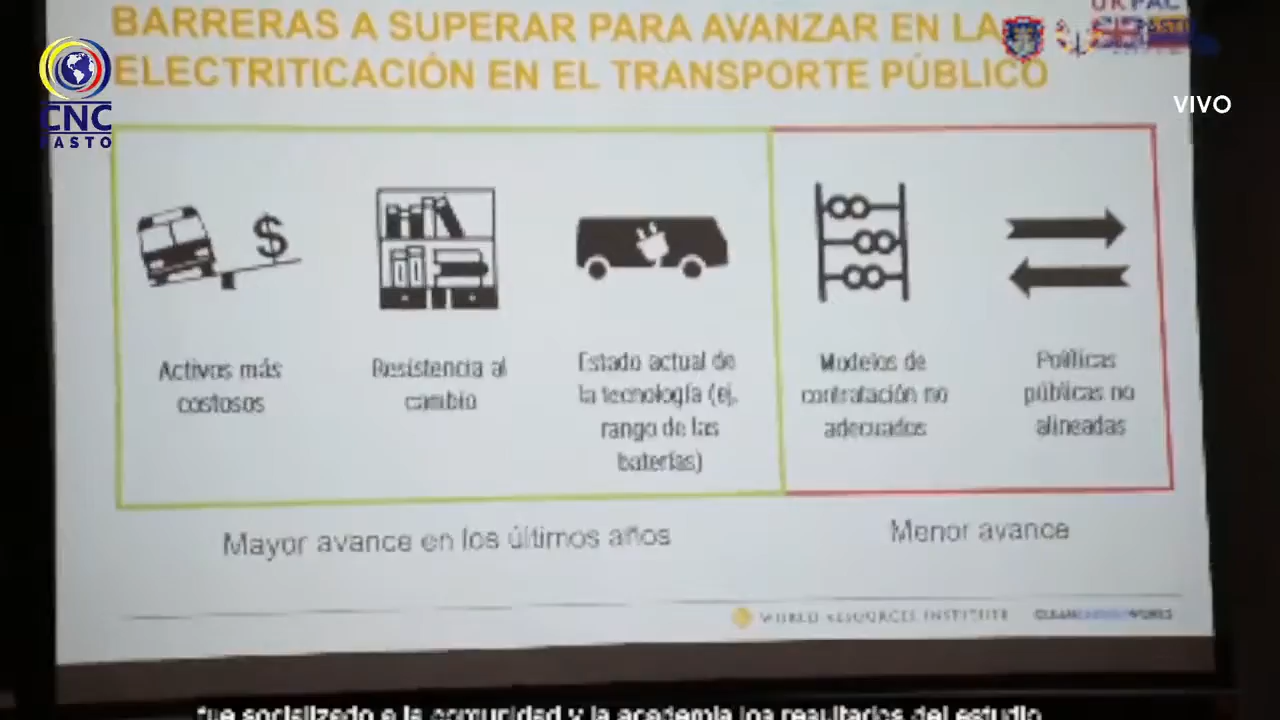 BARRERAS A SUPERAR PARA AVANZAR EN LA
ELECTRITICACIÓN EN EL TRANSPORTE PÚBLICO
UKPAC
CNC
PASTO
VIVO
Activos más
costosos
Resistencia al
cambio
Estado actual de
la tecnología (ej.
rango de las
baterías)
Modelos de
contratación no
adecuados
Políticas
públicas no
alineadas
$
Mayor avance en los últimos años
Menor avance
WORLD RESOURCES INSTITUTE
fue socializado a la comunidad y la academia los resultados del estudio